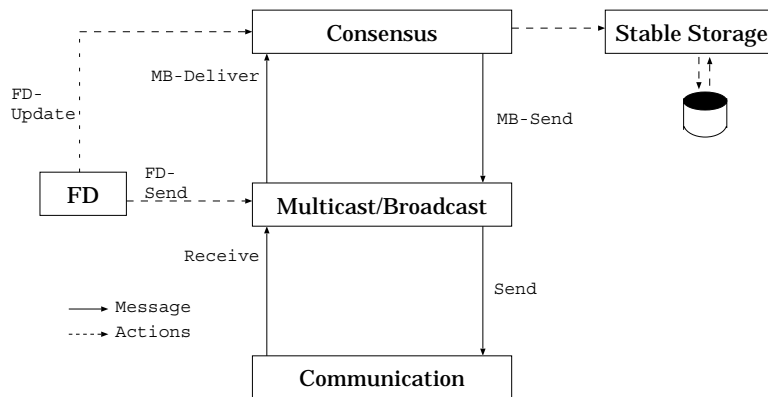 Consensus
Stable Storage
MB-Deliver
FD-
Update
MB-Send
FD-
Send
FD
Multicast/Broadcast
Receive
Send
Message
Actions
Communication